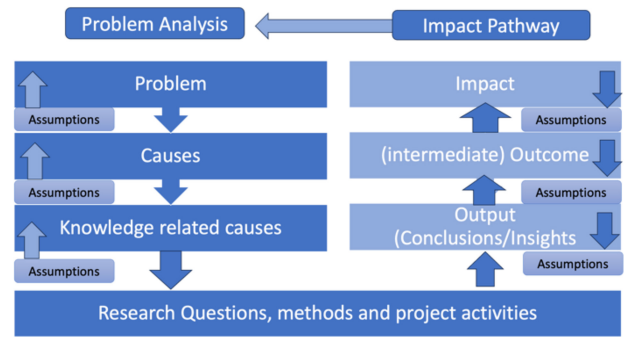 Problem Analysis
Impact Pathway
Problem
Assumptions
Causes
Assumptions
Knowledge related causes
Assumptions
Impact
Assumptions
(intermediate) Outcome
Assumptions
Output
(Conclusions/Insights
Assumptions
Research Questions, methods and project activities